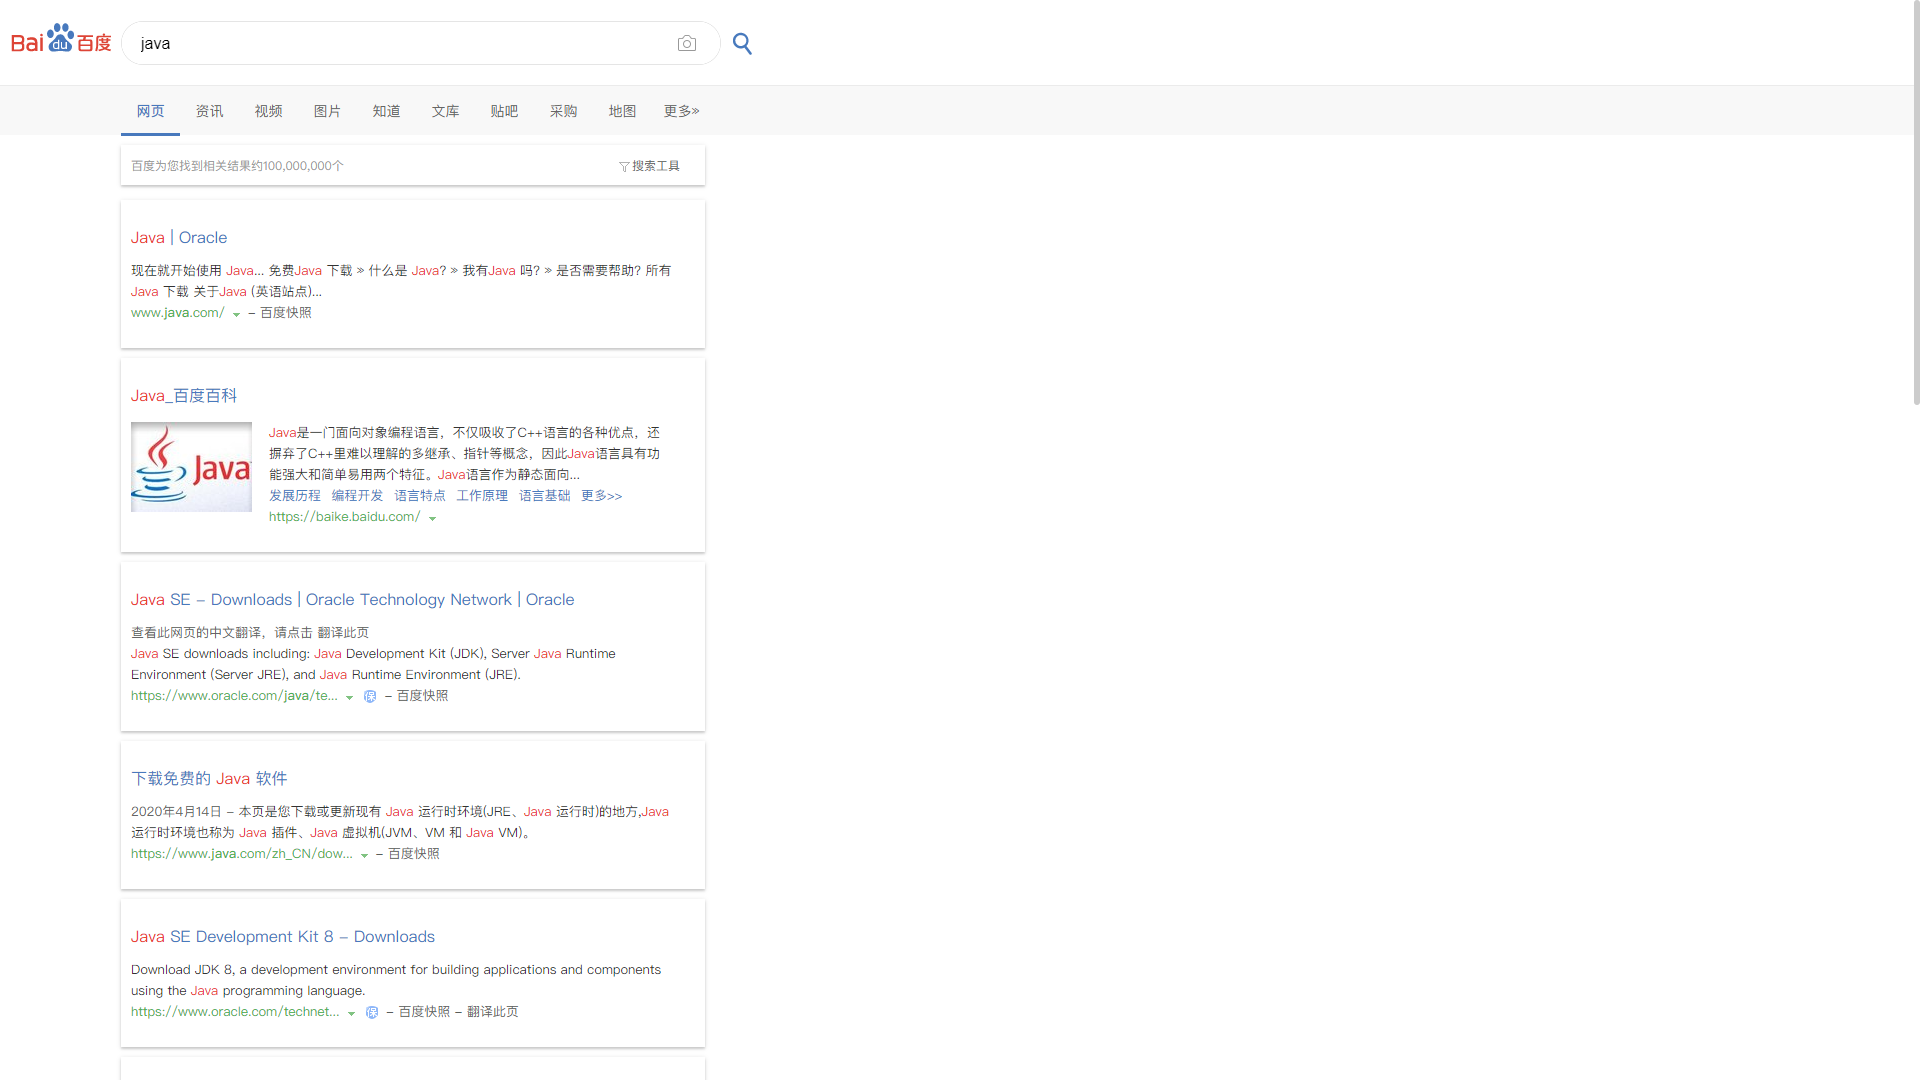 Bai du 百度
java
网页 资讯 视频 图片 知道 文库 贴吧 采购 地图 更多»
百度为您找到相关结果约100,000,000个 搜索工具
Java | Oracle
现在就开始使用 Java... 免费Java 下载 » 什么是 Java? » 我有Java 吗? » 是否需要帮助? 所有
Java 下载 关于Java (英语站点)...
www.java.com/ - 百度快照
Java_百度百科
Java
Java是一门面向对象编程语言，不仅吸收了C++语言的各种优点，还
摒弃了C++里难以理解的多继承、指针等概念，因此Java语言具有功
能强大和简单易用两个特征。Java语言作为静态面向...
发展历程 编程开发 语言特点 工作原理 语言基础 更多>>
https://baike.baidu.com/
Java SE - Downloads | Oracle Technology Network | Oracle
查看此网页的中文翻译，请点击 翻译此页
Java SE downloads including: Java Development Kit (JDK), Server Java Runtime
Environment (Server JRE), and Java Runtime Environment (JRE).
https://www.oracle.com/java/te... 保 - 百度快照
下载免费的 Java 软件
2020年4月14日 - 本页是您下载或更新现有 Java 运行时环境(JRE、Java 运行时)的地方,Java
运行时环境也称为 Java 插件、Java 虚拟机(JVM、VM 和 Java VM)。
https://www.java.com/zh_CN/dow... - 百度快照
Java SE Development Kit 8 - Downloads
Download JDK 8, a development environment for building applications and components
using the Java programming language.
https://www.oracle.com/technet... 保 - 百度快照 - 翻译此页